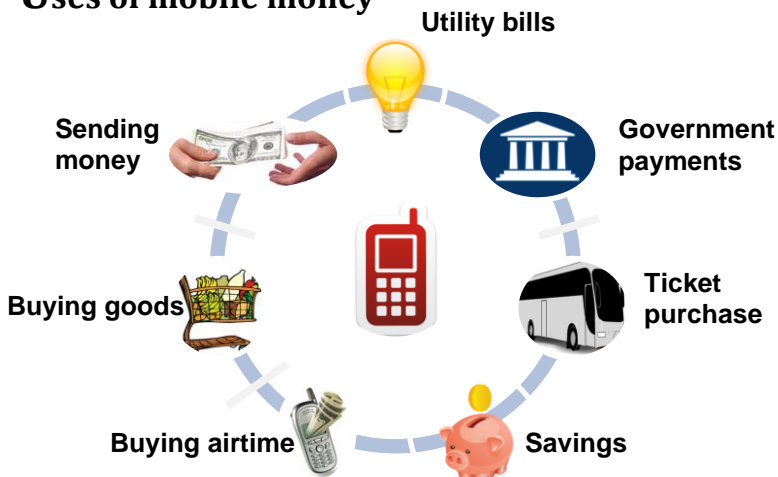 Uses of mobile money
Utility bills
Sending
money
Government
payments
Buying goods
Ticket
purchase
Buying airtime
Savings